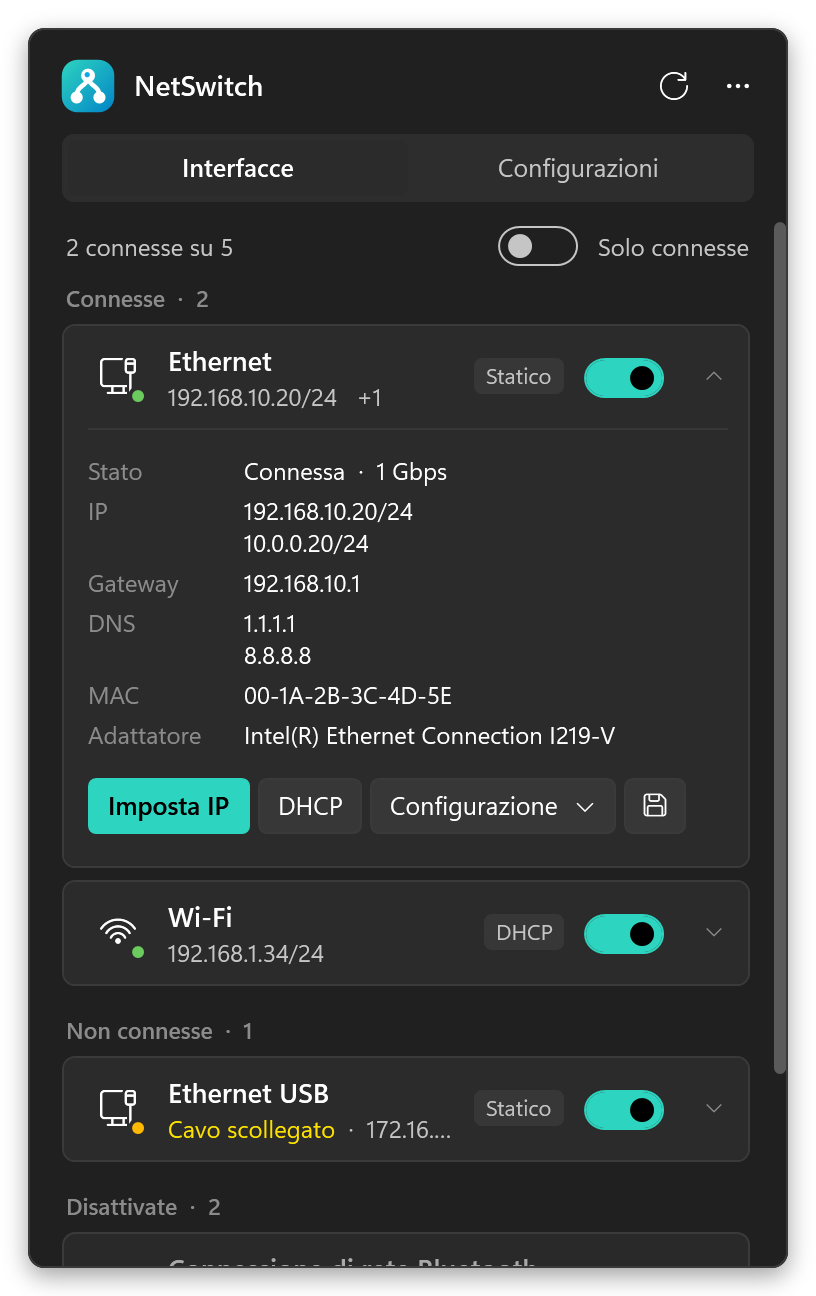 NetSwitch
Interfacce Configurazioni
2 connesse su 5 Solo connesse
Connesse · 2
Ethernet
192.168.10.20/24 +1
Statico
Stato Connessa · 1 Gbps
IP 192.168.10.20/24
10.0.0.20/24
Gateway 192.168.10.1
DNS 1.1.1.1
8.8.8.8
MAC 00-1A-2B-3C-4D-5E
Adattatore Intel(R) Ethernet Connection I219-V
Imposta IP DHCP Configurazione
Wi-Fi
192.168.1.34/24
DHCP
Non connesse · 1
Ethernet USB
Cavo scollegato · 172.16....
Statico
Disattivate · 2
Connessione di rete Bluetooth